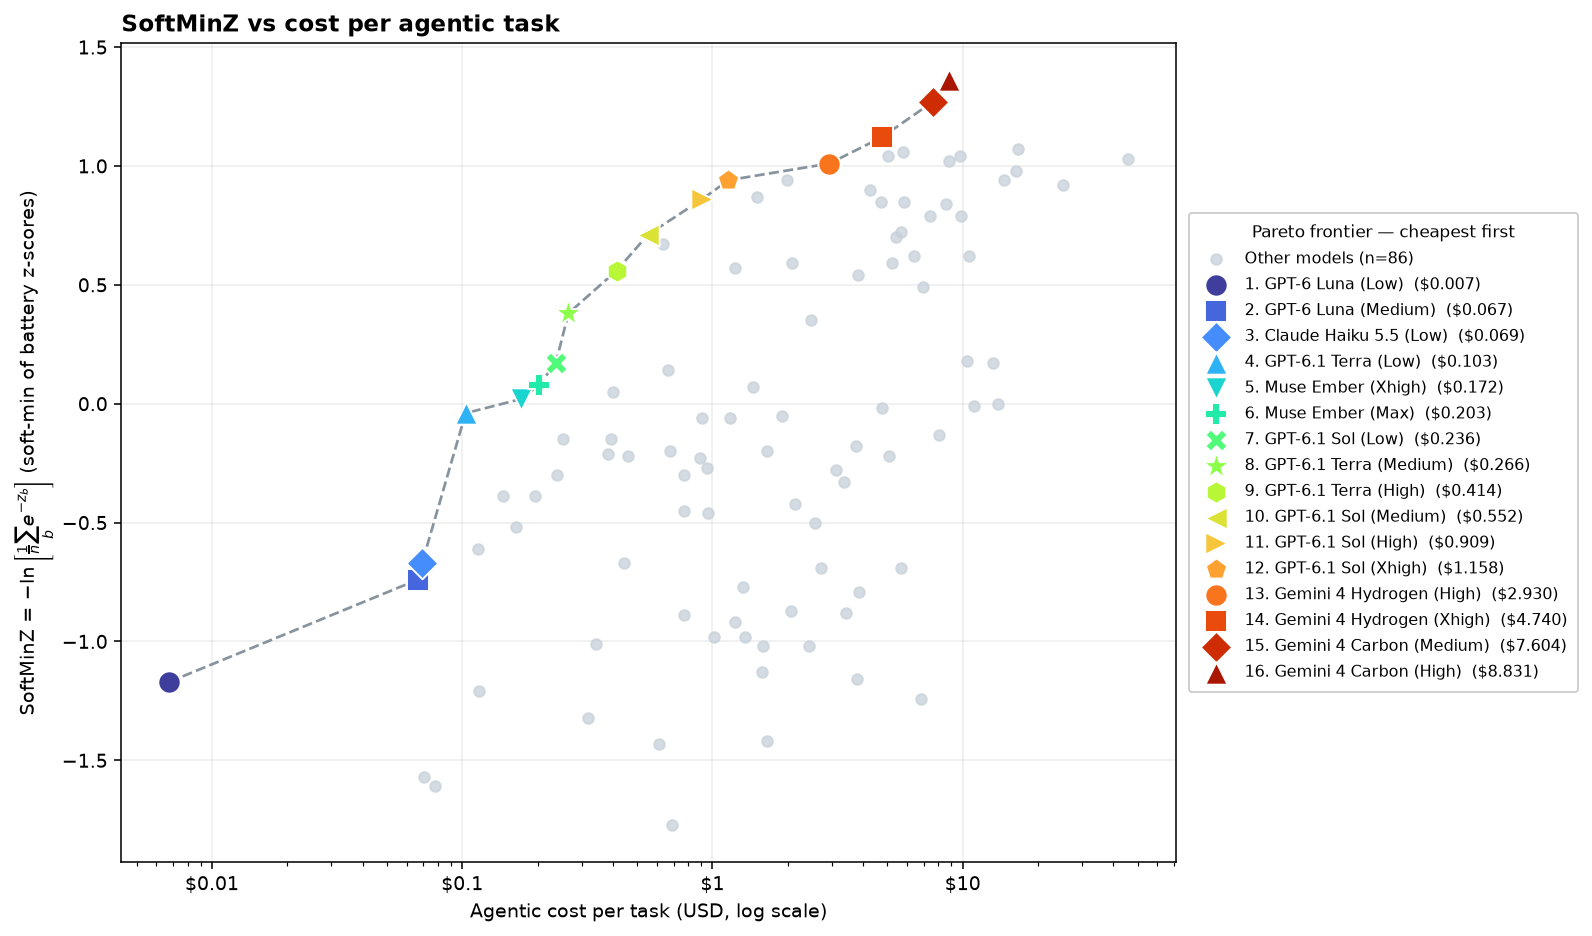 SoftMinZ vs cost per agentic task
SoftMinZ = −ln [1/n ∑_b e^{−z_b}]  (soft-min of battery z-scores)
1.5
1.0
0.5
0.0
−0.5
−1.0
−1.5
$0.01
$0.1
$1
$10
Agentic cost per task (USD, log scale)
Pareto frontier — cheapest first
Other models (n=86)
1. GPT-6 Luna (Low)  ($0.007)
2. GPT-6 Luna (Medium)  ($0.067)
3. Claude Haiku 5.5 (Low)  ($0.069)
4. GPT-6.1 Terra (Low)  ($0.103)
5. Muse Ember (Xhigh)  ($0.172)
6. Muse Ember (Max)  ($0.203)
7. GPT-6.1 Sol (Low)  ($0.236)
8. GPT-6.1 Terra (Medium)  ($0.266)
9. GPT-6.1 Terra (High)  ($0.414)
10. GPT-6.1 Sol (Medium)  ($0.552)
11. GPT-6.1 Sol (High)  ($0.909)
12. GPT-6.1 Sol (Xhigh)  ($1.158)
13. Gemini 4 Hydrogen (High)  ($2.930)
14. Gemini 4 Hydrogen (Xhigh)  ($4.740)
15. Gemini 4 Carbon (Medium)  ($7.604)
16. Gemini 4 Carbon (High)  ($8.831)